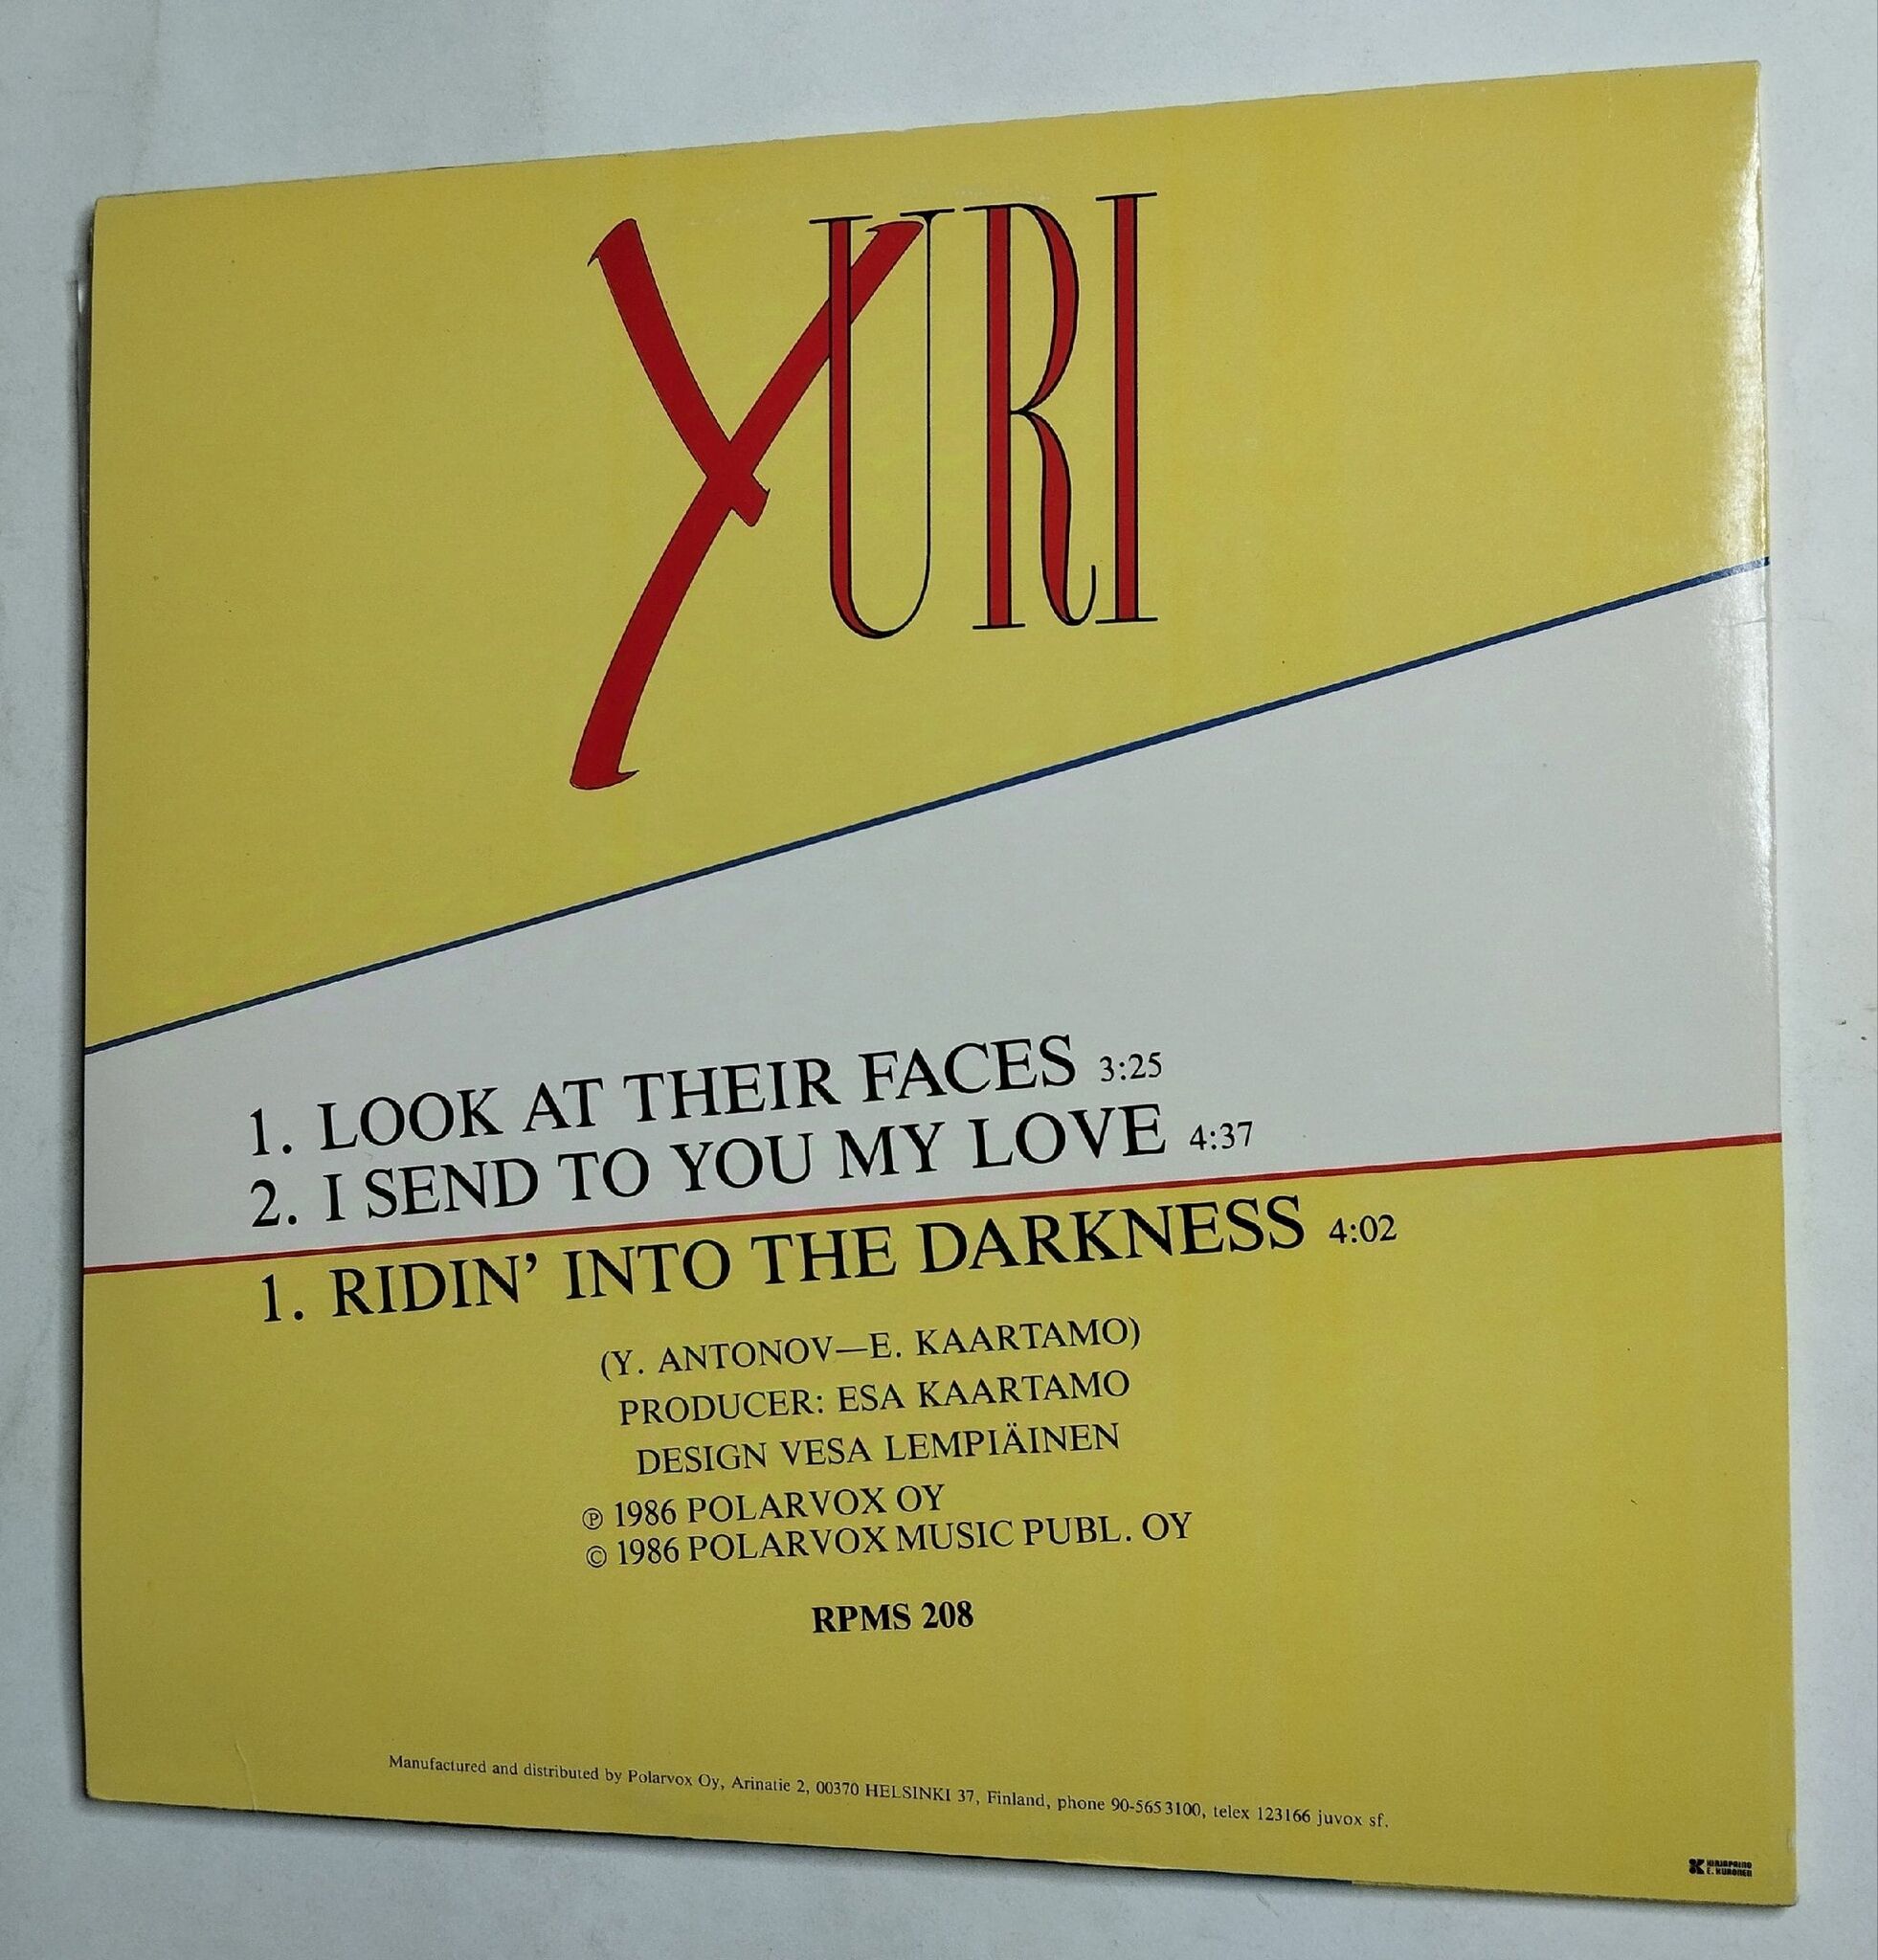 YURI
1. LOOK AT THEIR FACES 3:25
2. I SEND TO YOU MY LOVE 4:37
1. RIDIN’ INTO THE DARKNESS 4:02
(Y. ANTONOV—E. KAARTAMO)
PRODUCER: ESA KAARTAMO
DESIGN VESA LEMPIÄINEN
℗ 1986 POLARVOX OY
© 1986 POLARVOX MUSIC PUBL. OY
RPMS 208
Manufactured and distributed by Polarvox Oy, Arinatie 2, 00370 HELSINKI 37, Finland, phone 90-565 3100, telex 123166 juvox sf.
KIRJAPAINO
E. KURONEN